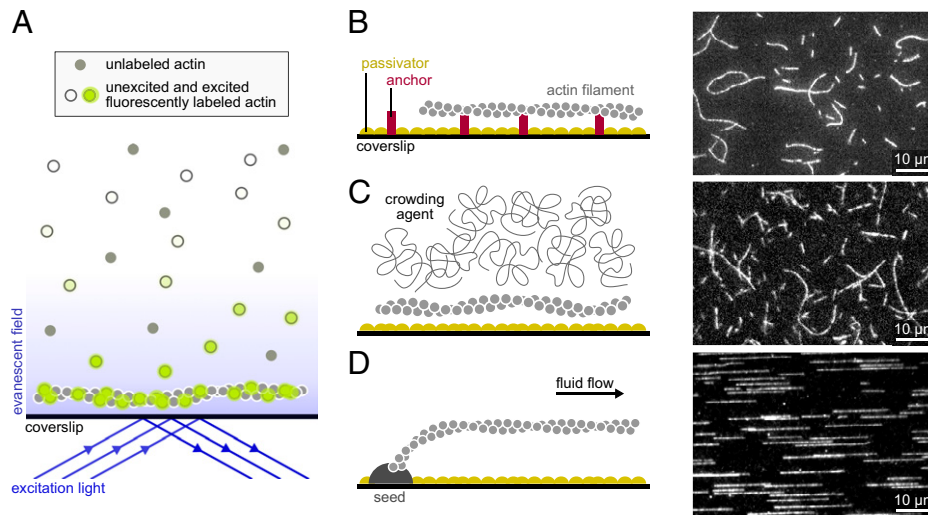 A
unlabeled actin
unexcited and excited
fluorescently labeled actin
evanescent field
coverslip
excitation light
B
passivator
anchor
actin filament
coverslip
10 µm
C
crowding
agent
10 µm
D
fluid flow
seed
10 µm